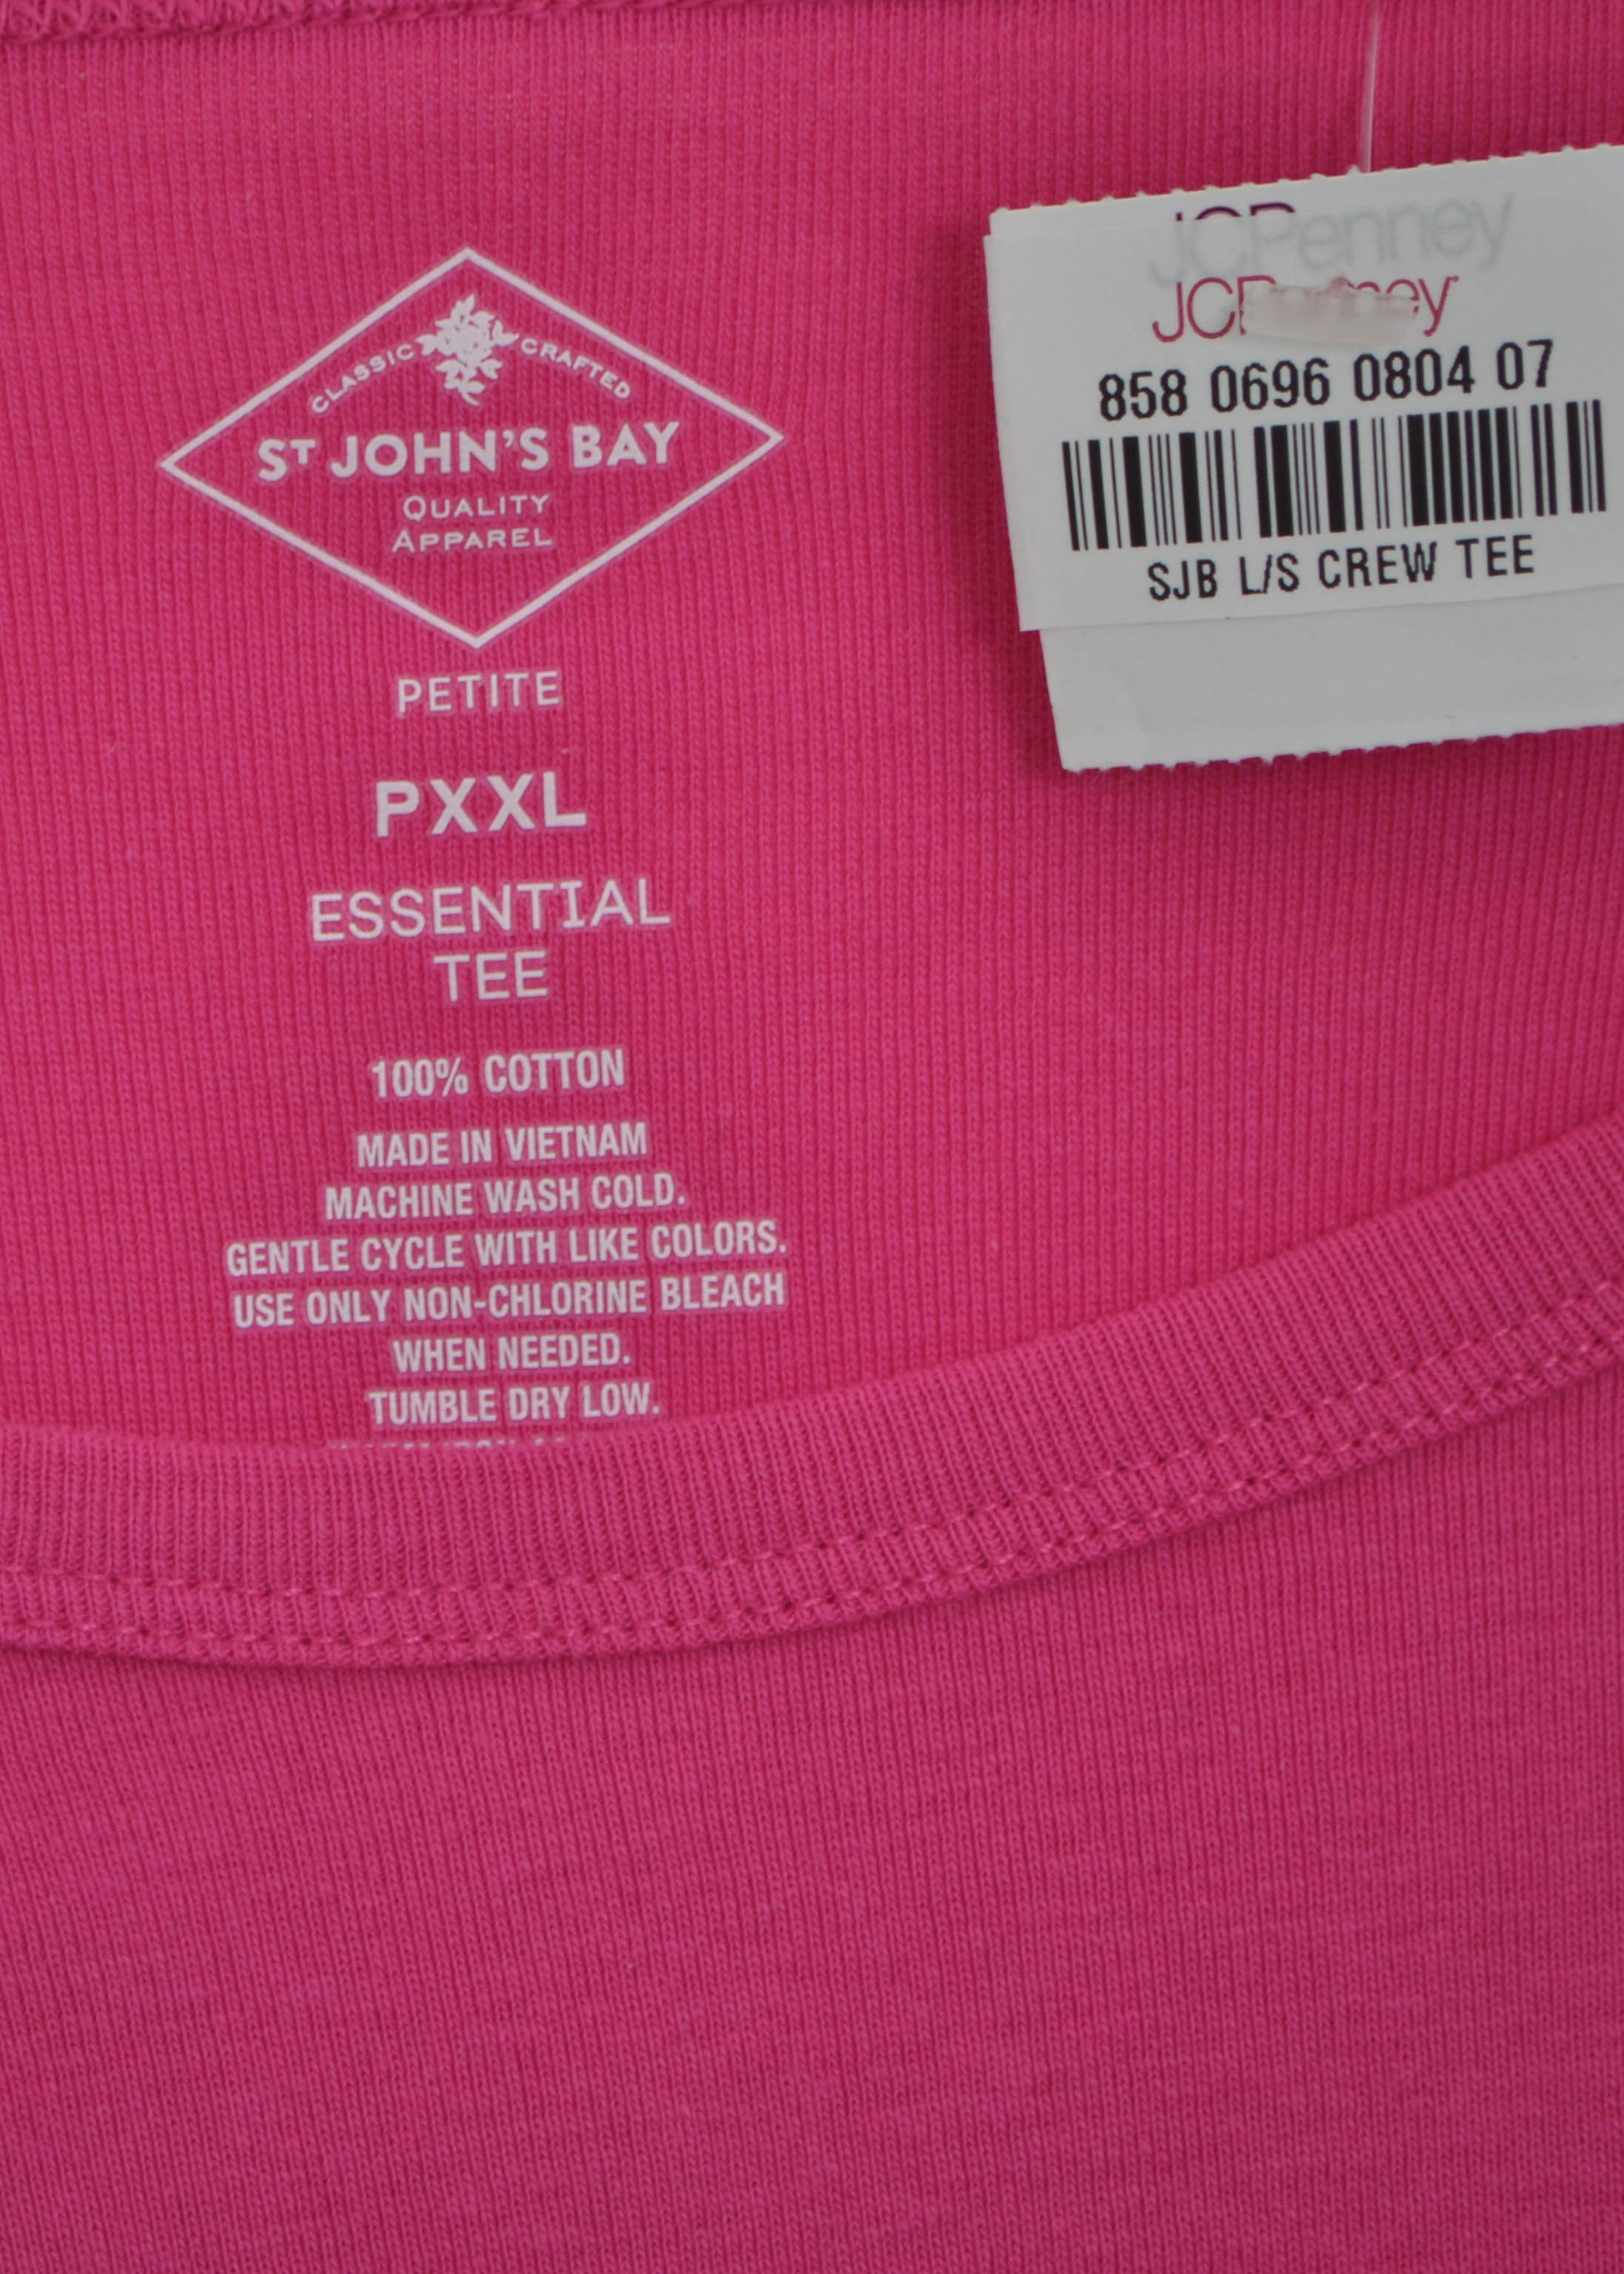 CLASSIC CRAFTED
ST JOHN'S BAY
QUALITY
APPAREL
PETITE
PXXL
ESSENTIAL
TEE
100% COTTON
MADE IN VIETNAM
MACHINE WASH COLD.
GENTLE CYCLE WITH LIKE COLORS.
USE ONLY NON-CHLORINE BLEACH
WHEN NEEDED.
TUMBLE DRY LOW.
JCPenney
JCPenney
858 0696 0804 07
SJB L/S CREW TEE